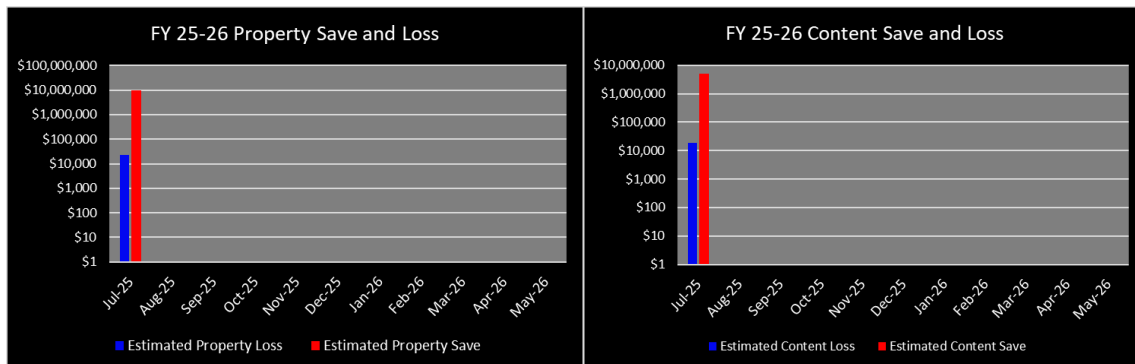 FY 25-26 Property Save and Loss
$100,000,000
$10,000,000
$1,000,000
$100,000
$10,000
$1,000
$100
$10
$1
Jul-25
Aug-25
Sep-25
Oct-25
Nov-25
Dec-25
Jan-26
Feb-26
Mar-26
Apr-26
May-26
Estimated Property Loss
Estimated Property Save
FY 25-26 Content Save and Loss
$10,000,000
$1,000,000
$100,000
$10,000
$1,000
$100
$10
$1
Jul-25
Aug-25
Sep-25
Oct-25
Nov-25
Dec-25
Jan-26
Feb-26
Mar-26
Apr-26
May-26
Estimated Content Loss
Estimated Content Save